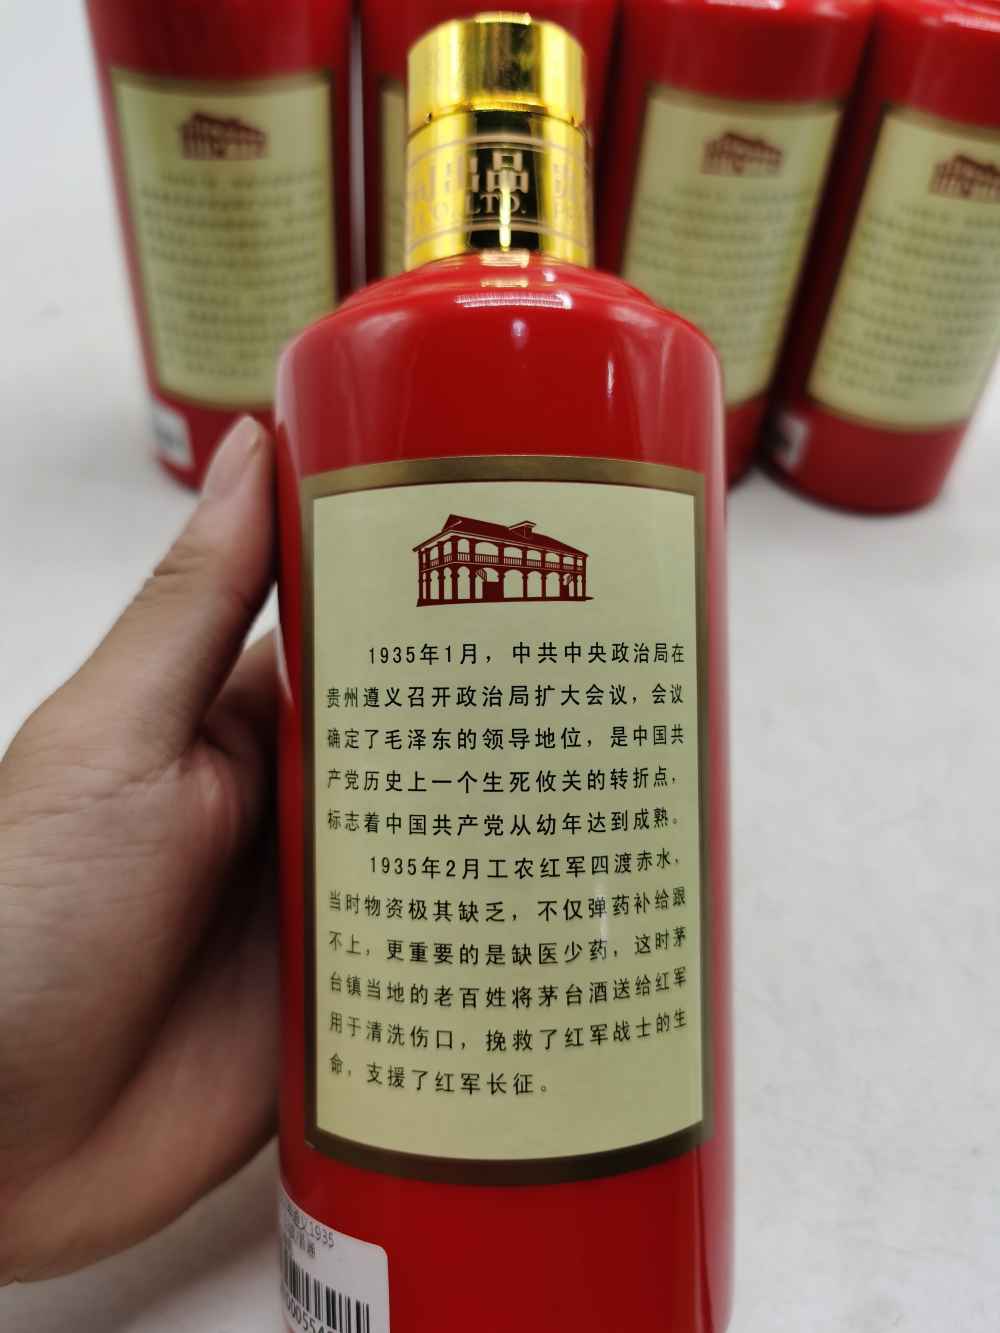 出品
LTD.
1935年1月，中共中央政治局在
贵州遵义召开政治局扩大会议，会议
确定了毛泽东的领导地位，是中国共
产党历史上一个生死攸关的转折点，
标志着中国共产党从幼年达到成熟。
1935年2月工农红军四渡赤水，
当时物资极其缺乏，不仅弹药补给跟
不上，更重要的是缺医少药，这时茅
台镇当地的老百姓将茅台酒送给红军
用于清洗伤口，挽救了红军战士的生
命，支援了红军长征。
义1935